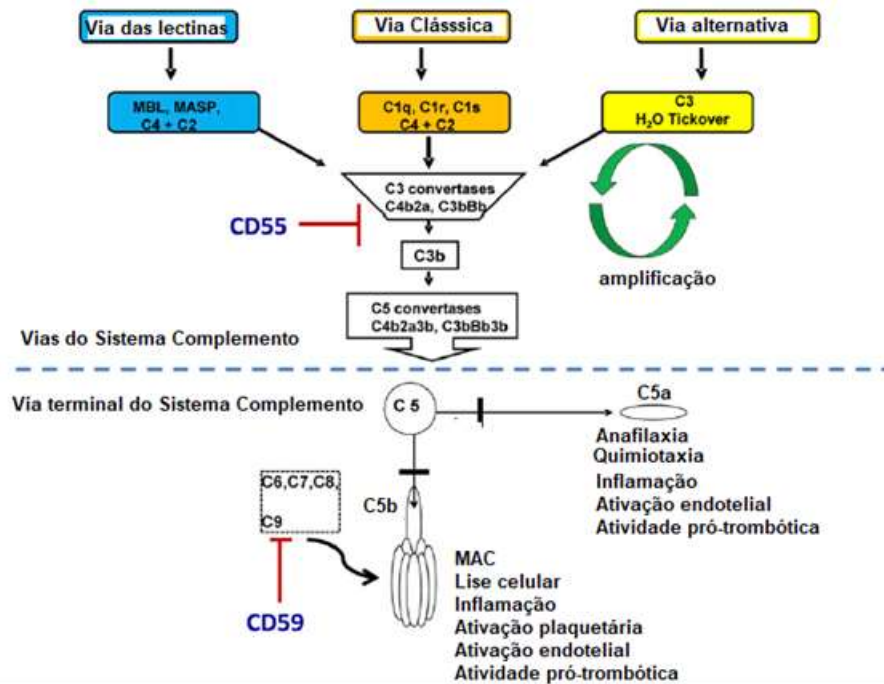 Via das lectinas
Via Clásssica
Via alternativa
MBL, MASP,
C4 + C2
C1q, C1r, C1s
C4 + C2
C3
H₂O Tickover
C3 convertases
C4b2a, C3bBb
CD55
C3b
amplificação
C5 convertases
C4b2a3b, C3bBb3b
Vias do Sistema Complemento
Via terminal do Sistema Complemento
C 5
C5a
Anafilaxia
Quimiotaxia
Inflamação
Ativação endotelial
Atividade pró-trombótica
C6,C7,C8,
C9
C5b
CD59
MAC
Lise celular
Inflamação
Ativação plaquetária
Ativação endotelial
Atividade pró-trombótica